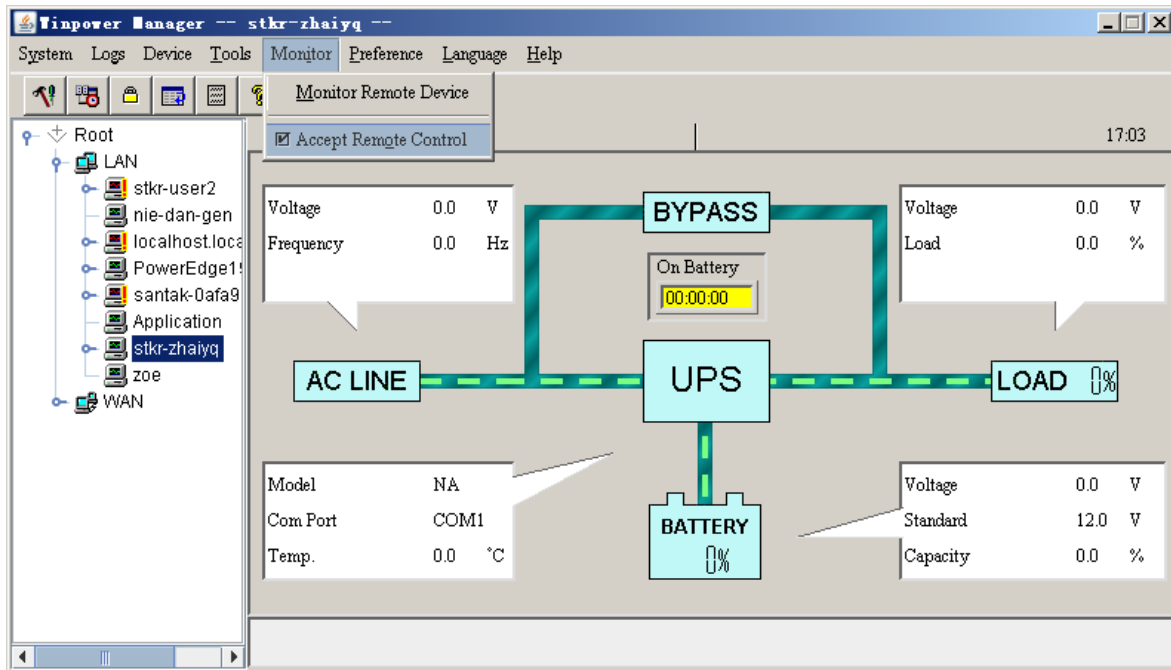 Winpower Manager -- stkr-zhaiyq --
System Logs Device Tools Monitor Preference Language Help
Monitor Remote Device
Accept Remote Control
17:03
Root
LAN
stkr-user2
nie-dan-gen
localhost.loca
PowerEdge1
santak-0afa9
Application
stkr-zhaiyq
zoe
WAN
Voltage 0.0 V
Frequency 0.0 Hz
BYPASS
On Battery
00:00:00
Voltage 0.0 V
Load 0.0 %
AC LINE
UPS
LOAD 0%
Model NA
Com Port COM1
Temp. 0.0 °C
BATTERY
0%
Voltage 0.0 V
Standard 12.0 V
Capacity 0.0 %